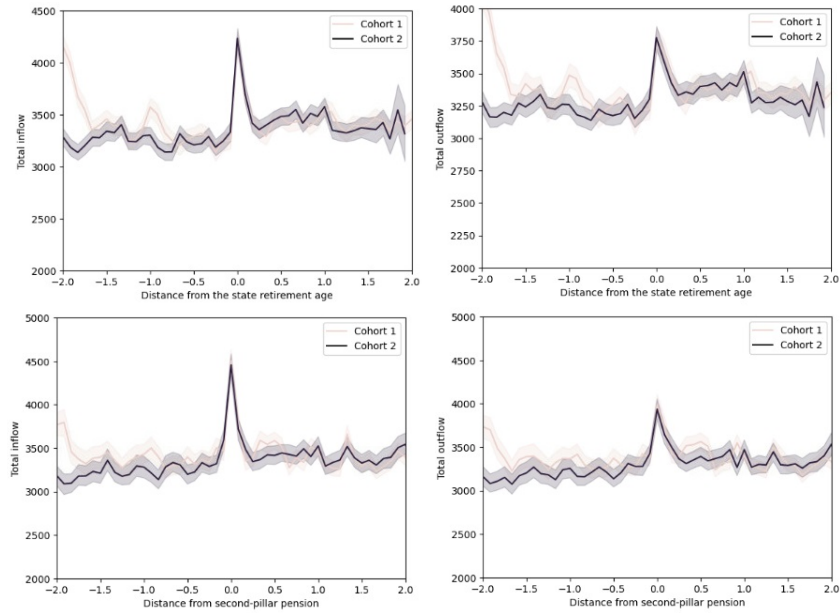 4500
4000
3500
3000
2500
2000
Total inflow
Cohort 1
Cohort 2
−2.0 −1.5 −1.0 −0.5 0.0 0.5 1.0 1.5 2.0
Distance from the state retirement age
4000
3750
3500
3250
3000
2750
2500
2250
2000
Total outflow
Cohort 1
Cohort 2
−2.0 −1.5 −1.0 −0.5 0.0 0.5 1.0 1.5 2.0
Distance from the state retirement age
5000
4500
4000
3500
3000
2500
2000
Total inflow
Cohort 1
Cohort 2
−2.0 −1.5 −1.0 −0.5 0.0 0.5 1.0 1.5 2.0
Distance from second-pillar pension
5000
4500
4000
3500
3000
2500
2000
Total outflow
Cohort 1
Cohort 2
−2.0 −1.5 −1.0 −0.5 0.0 0.5 1.0 1.5 2.0
Distance from second-pillar pension